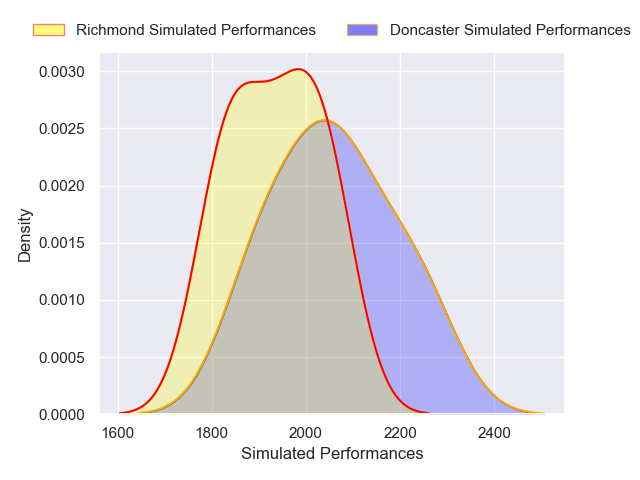 Richmond Simulated Performances Doncaster Simulated Performances
0.0030
0.0025
0.0020
0.0015
0.0010
0.0005
0.0000
Density
1600 1800 2000 2200 2400
Simulated Performances